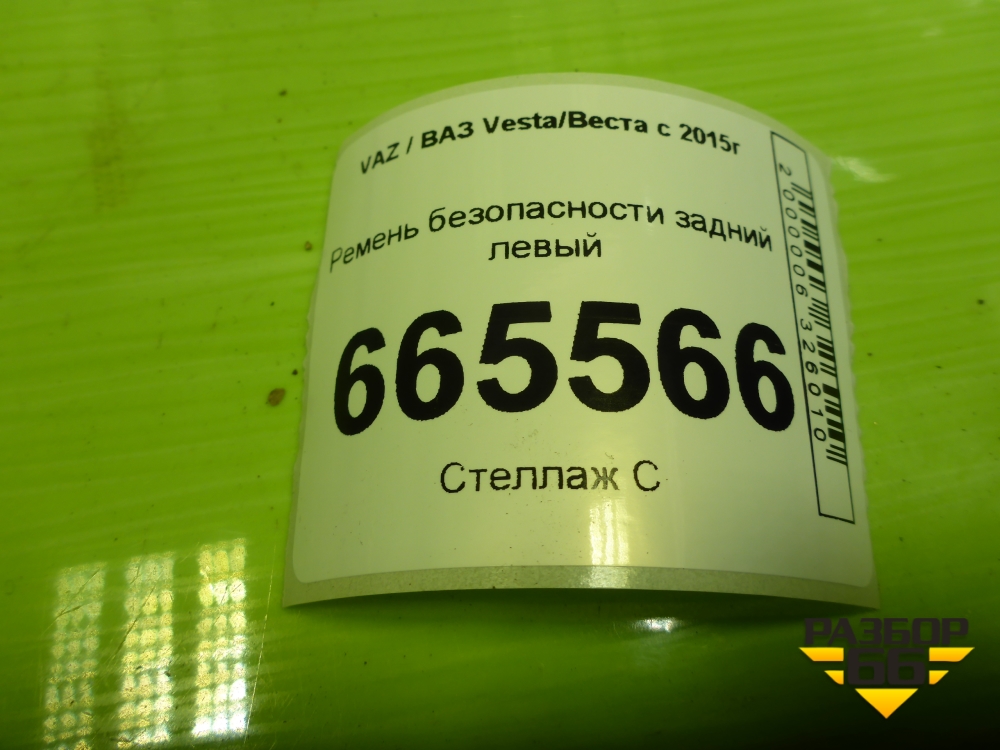 VAZ / ВАЗ Vesta/Веста с 2015г
Ремень безопасности задний
левый
665566
Стеллаж С
2000006326010
РАЗБОР
66